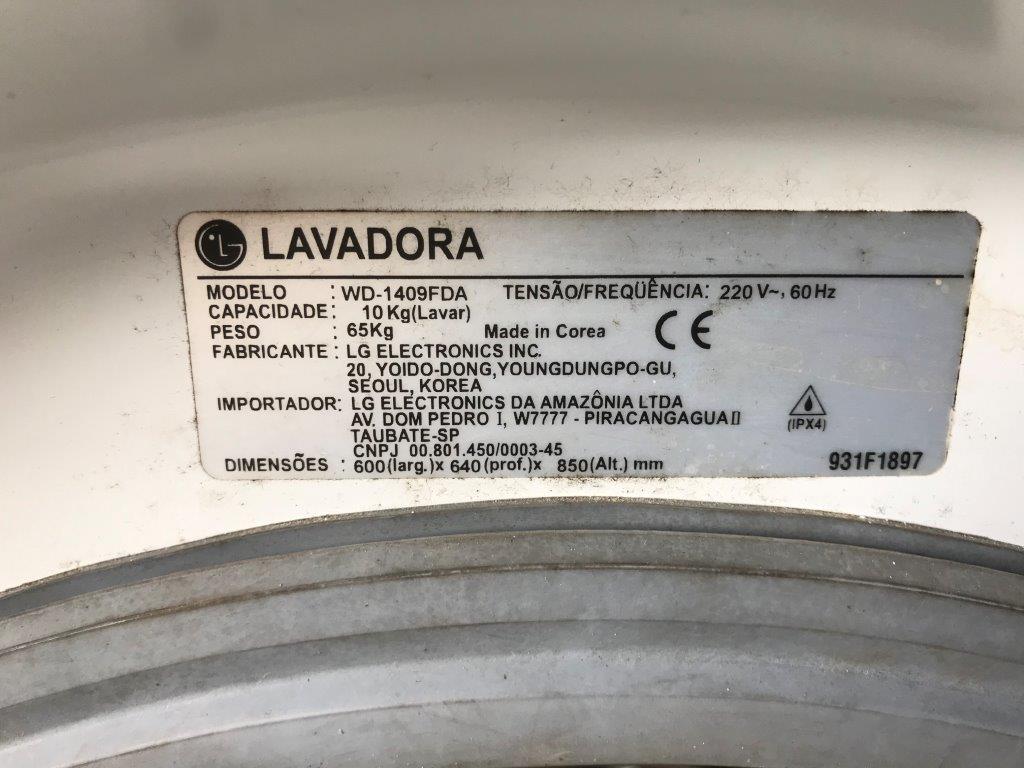 LG LAVADORA
MODELO : WD-1409FDA TENSÃO/FREQÜÊNCIA: 220 V~, 60 Hz
CAPACIDADE: 10 Kg(Lavar)
PESO : 65Kg Made in Corea CE
FABRICANTE : LG ELECTRONICS INC.
20, YOIDO-DONG,YOUNGDUNGPO-GU,
SEOUL, KOREA
IMPORTADOR: LG ELECTRONICS DA AMAZÔNIA LTDA
AV. DOM PEDRO I, W7777 - PIRACANGAGUA II
(IPX4)
TAUBATE-SP
CNPJ 00.801.450/0003-45
DIMENSÕES : 600(larg.)x 640(prof.)x 850(Alt.) mm
931F1897